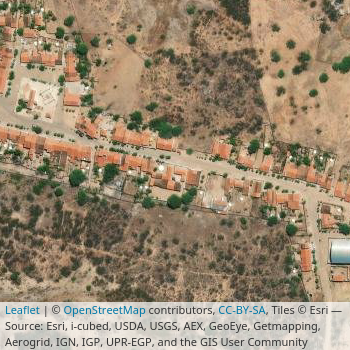 Leaflet | © OpenStreetMap contributors, CC-BY-SA, Tiles © Esri —
Source: Esri, i-cubed, USDA, USGS, AEX, GeoEye, Getmapping,
Aerogrid, IGN, IGP, UPR-EGP, and the GIS User Community